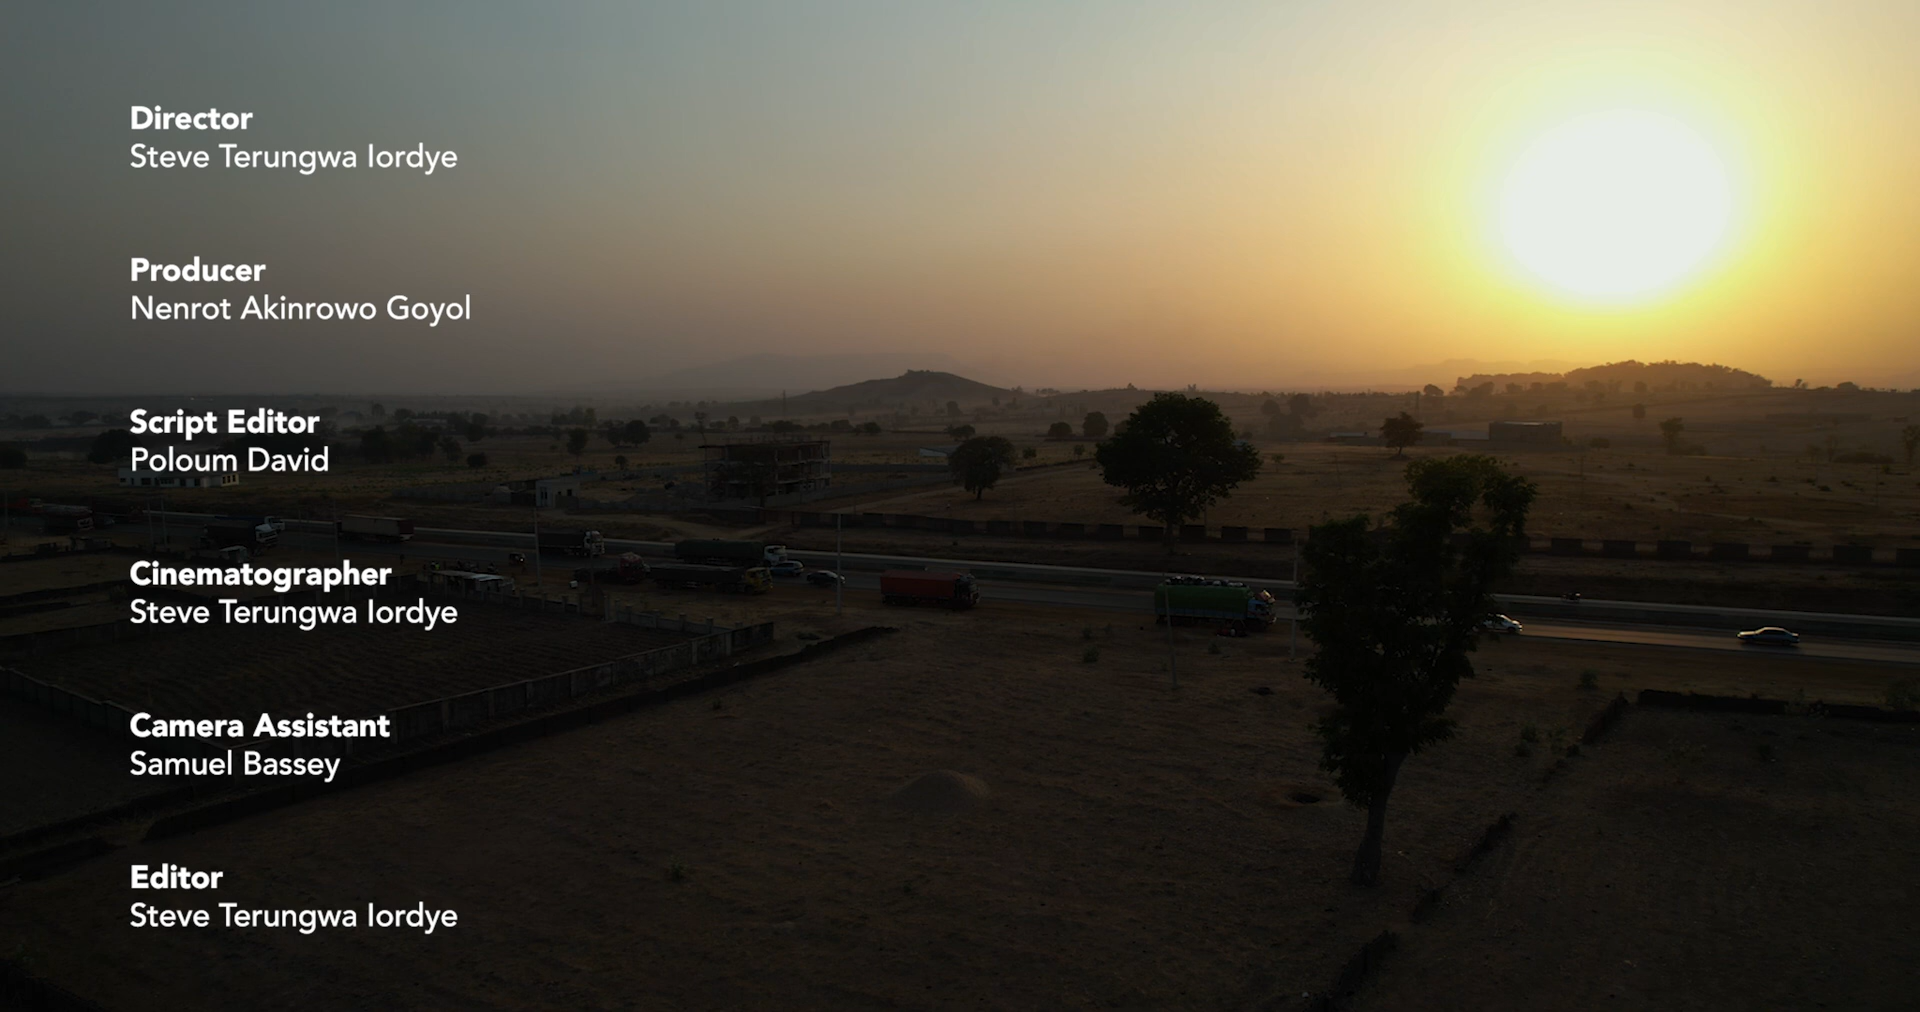 Director
Steve Terungwa Iordye
Producer
Nenrot Akinrowo Goyol
Script Editor
Poloum David
Cinematographer
Steve Terungwa Iordye
Camera Assistant
Samuel Bassey
Editor
Steve Terungwa Iordye